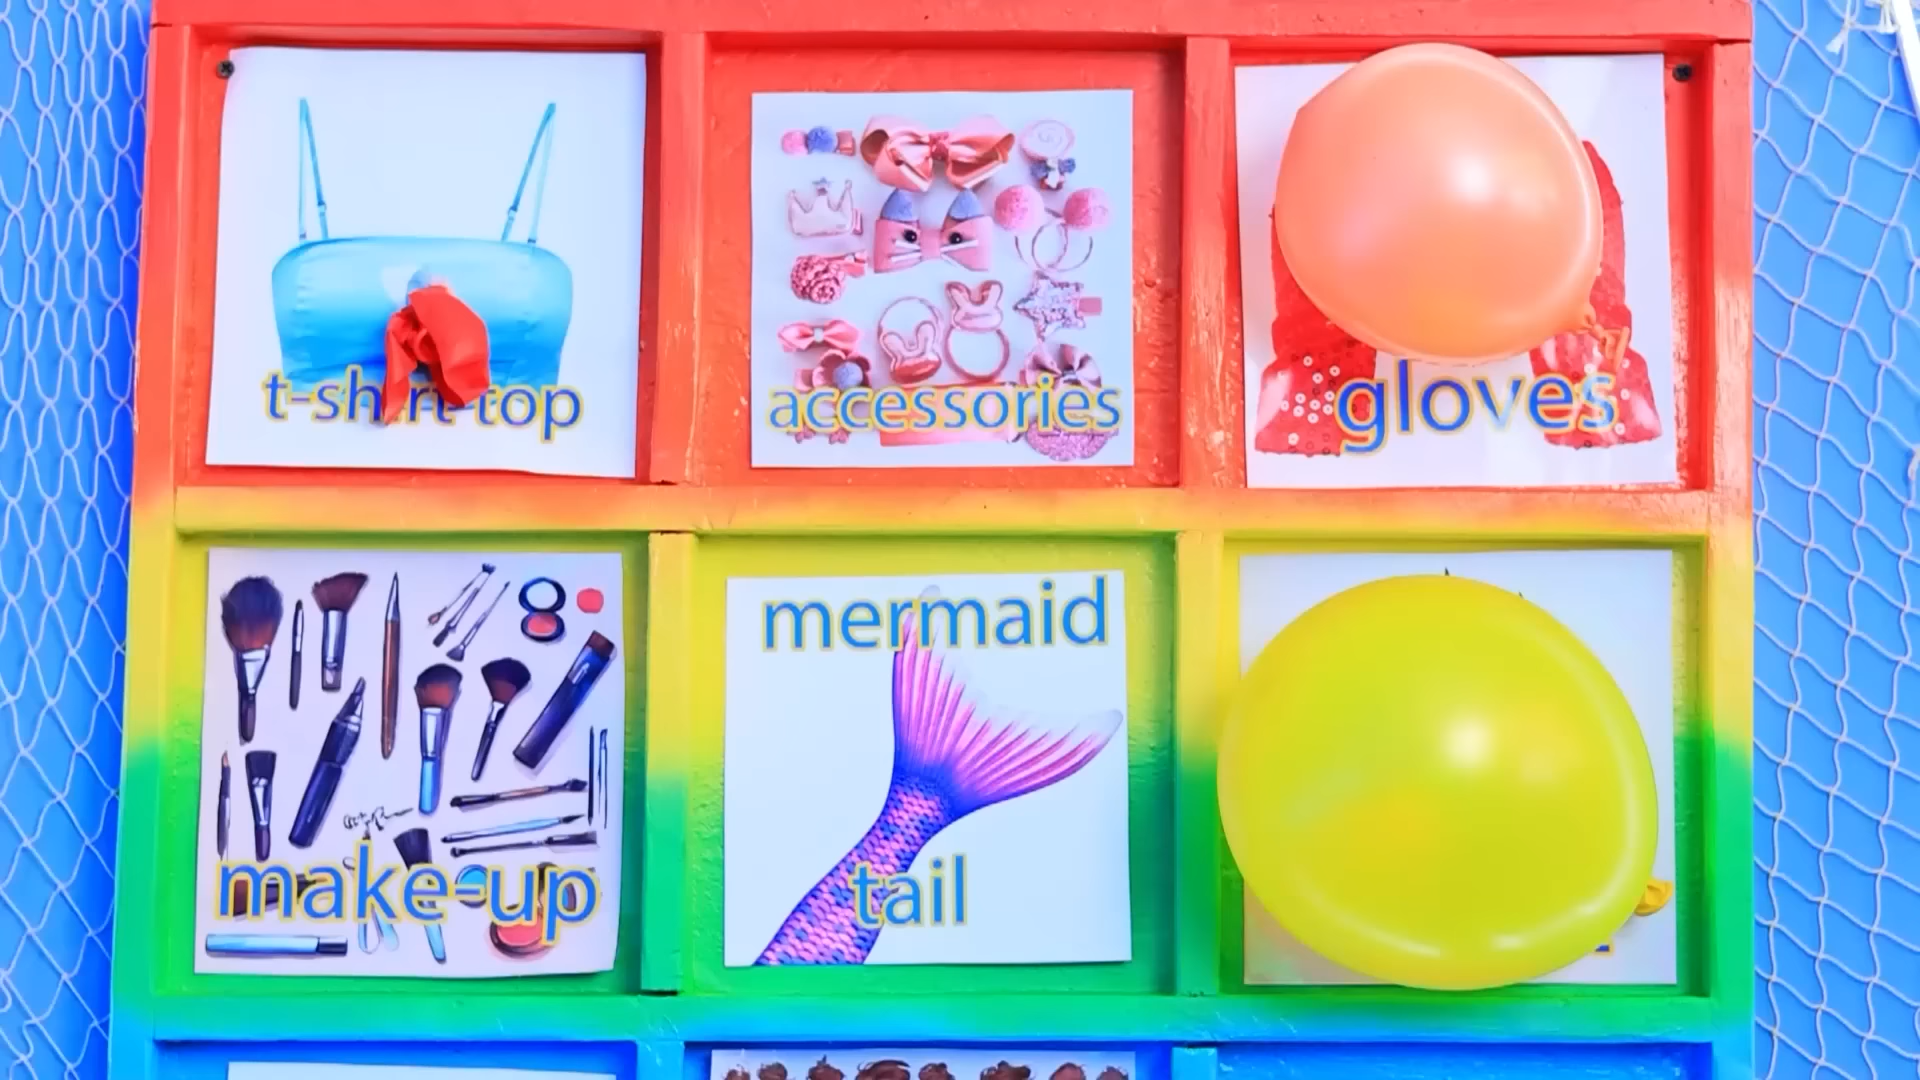 t-shirt-top
accessories
gloves
make-up
mermaid
tail